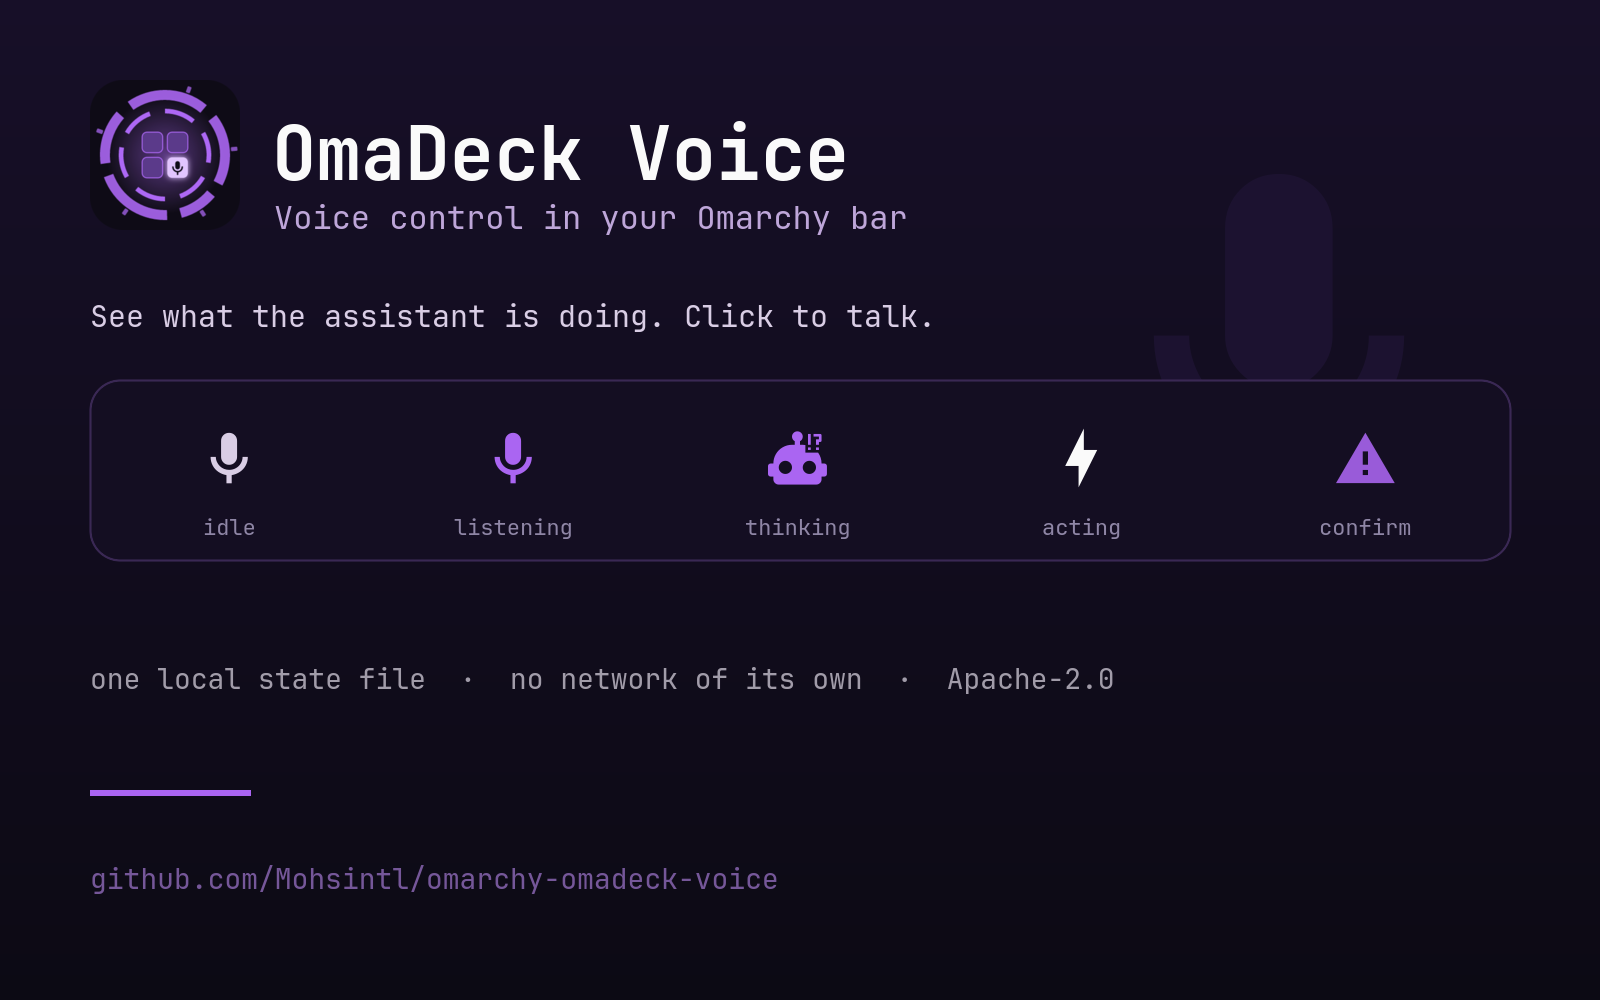 OmaDeck Voice
Voice control in your Omarchy bar
See what the assistant is doing. Click to talk.
idle listening thinking acting confirm
one local state file · no network of its own · Apache-2.0
github.com/Mohsintl/omarchy-omadeck-voice